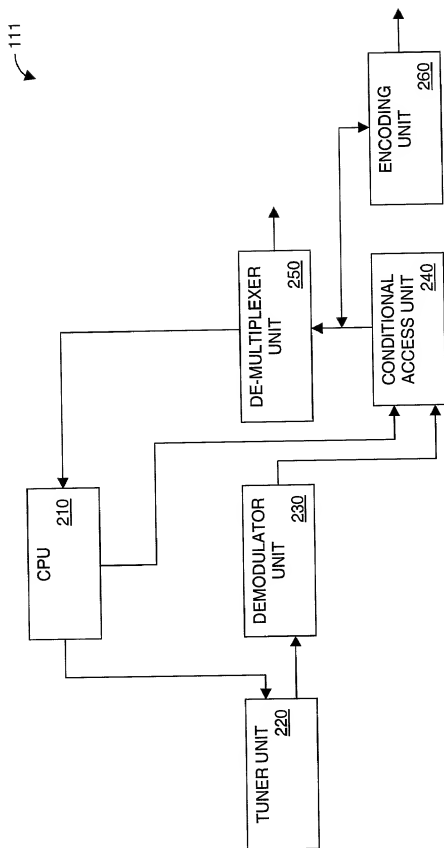 111
CPU
210
TUNER UNIT
220
DEMODULATOR
UNIT
230
DE-MULTIPLEXER
UNIT
250
CONDITIONAL
ACCESS UNIT
240
ENCODING
UNIT
260